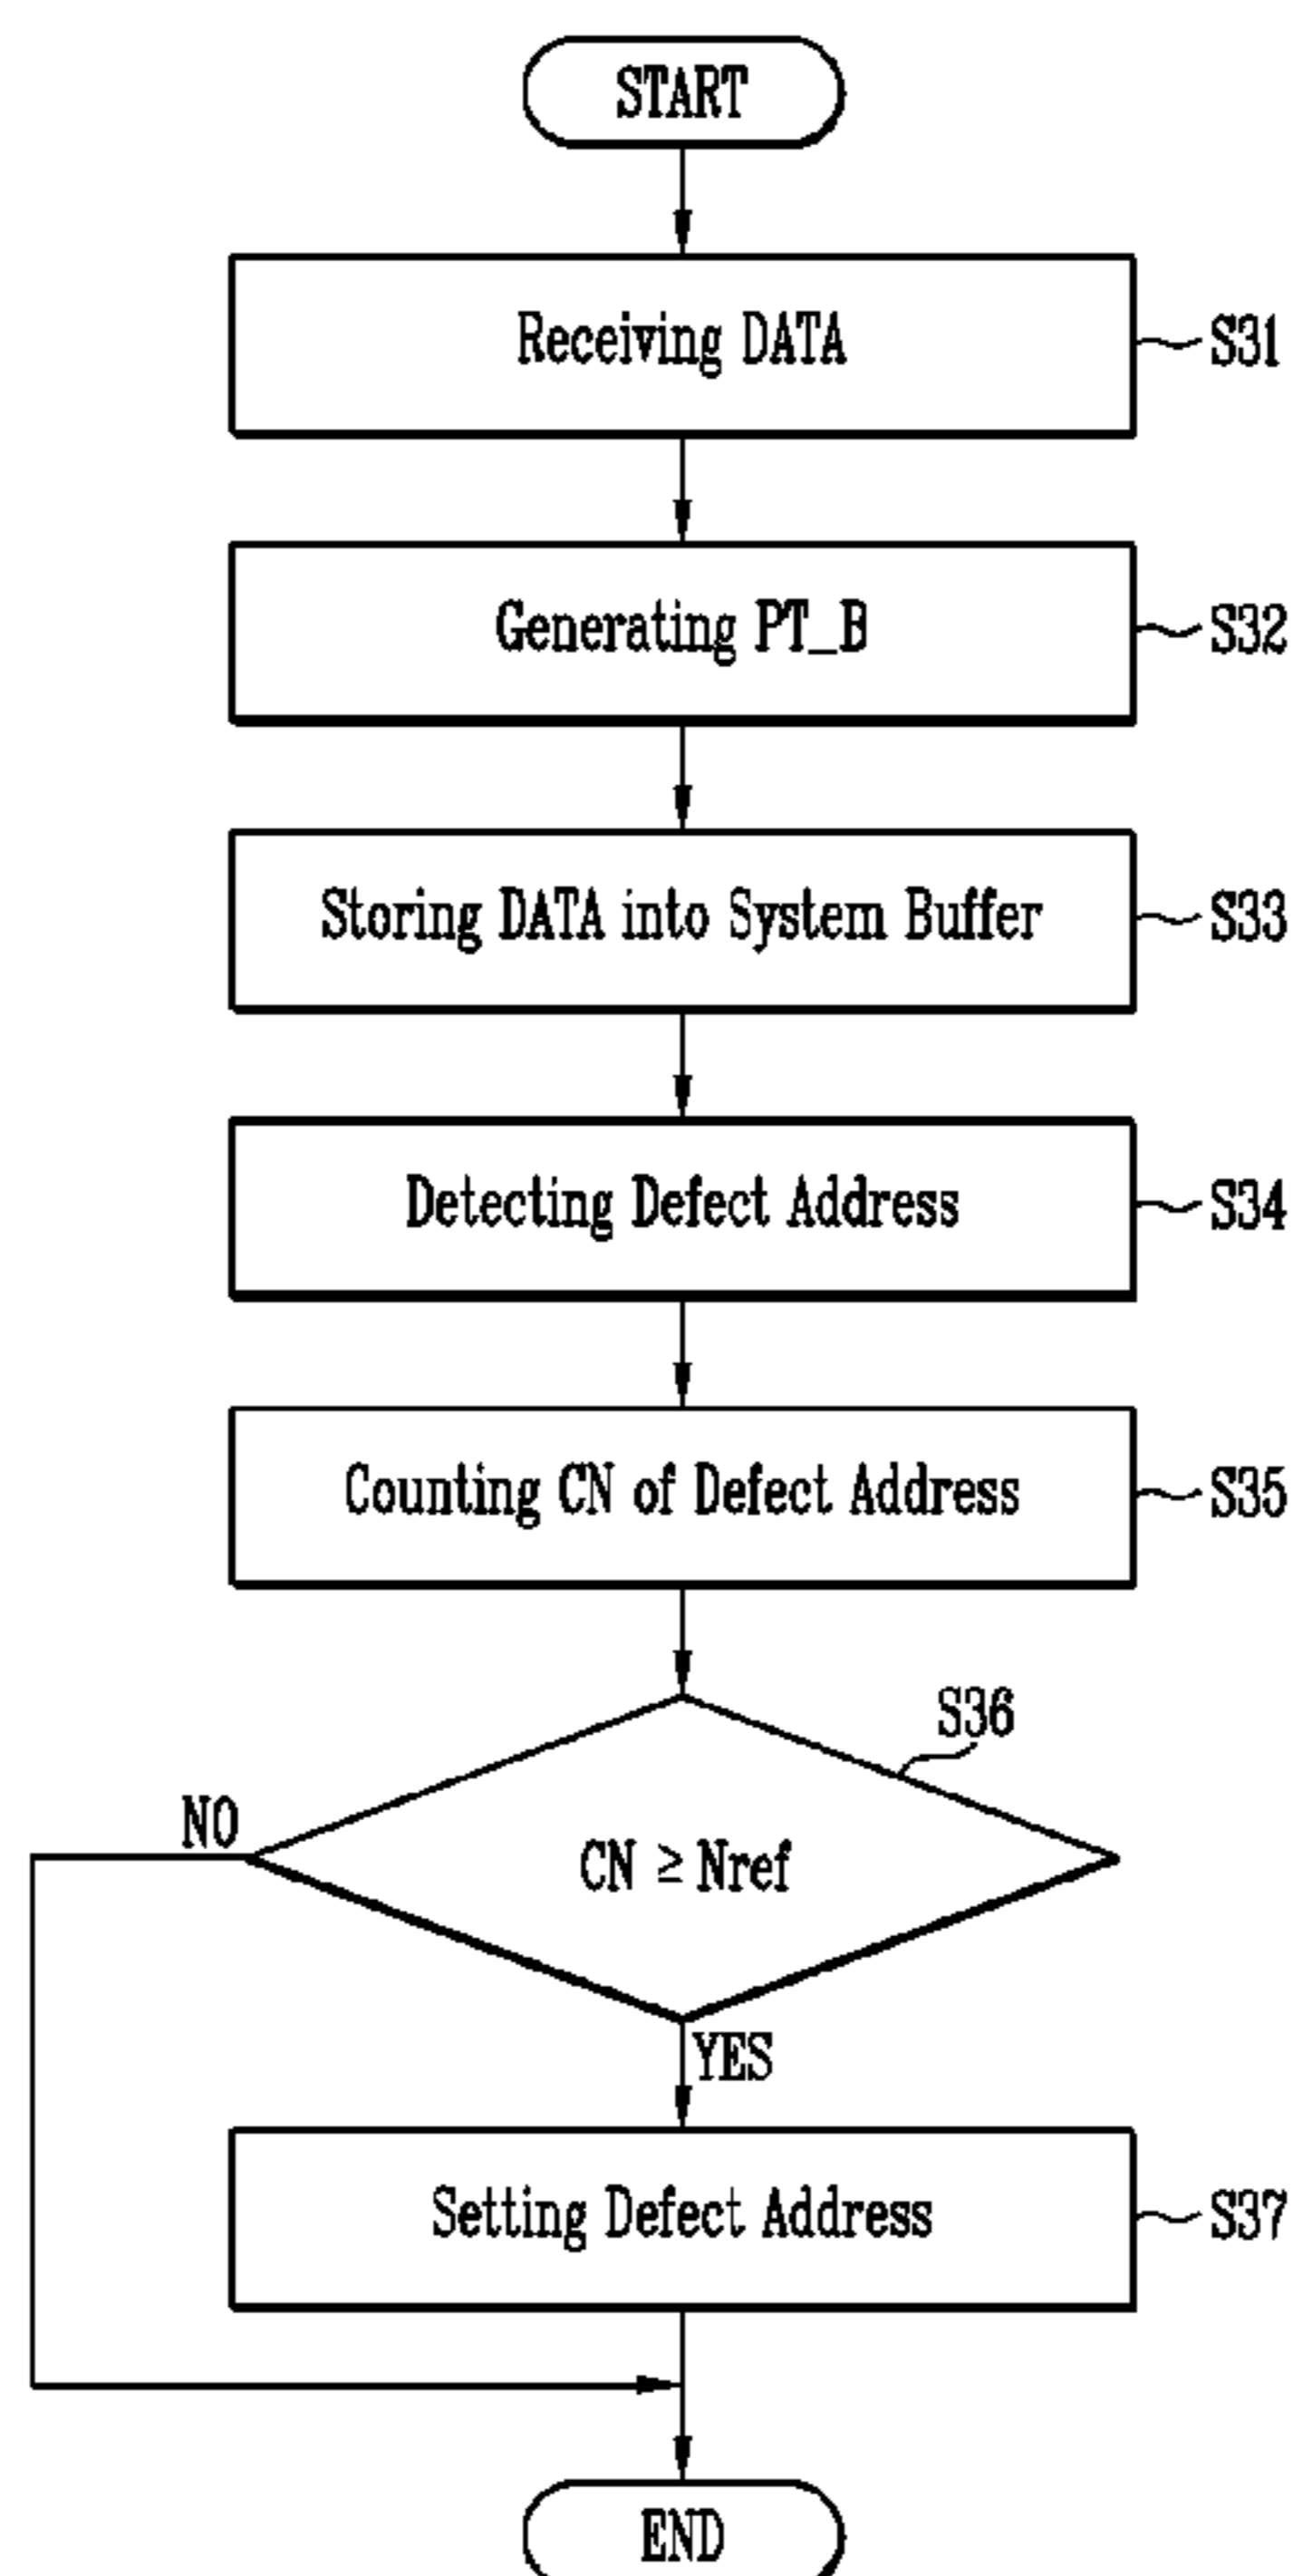 START
Receiving DATA
S31
Generating PT_B
S32
Storing DATA into System Buffer
S33
Detecting Defect Address
S34
Counting CN of Defect Address
S35
S36
NO
CN ≥ Nref
YES
Setting Defect Address
S37
END